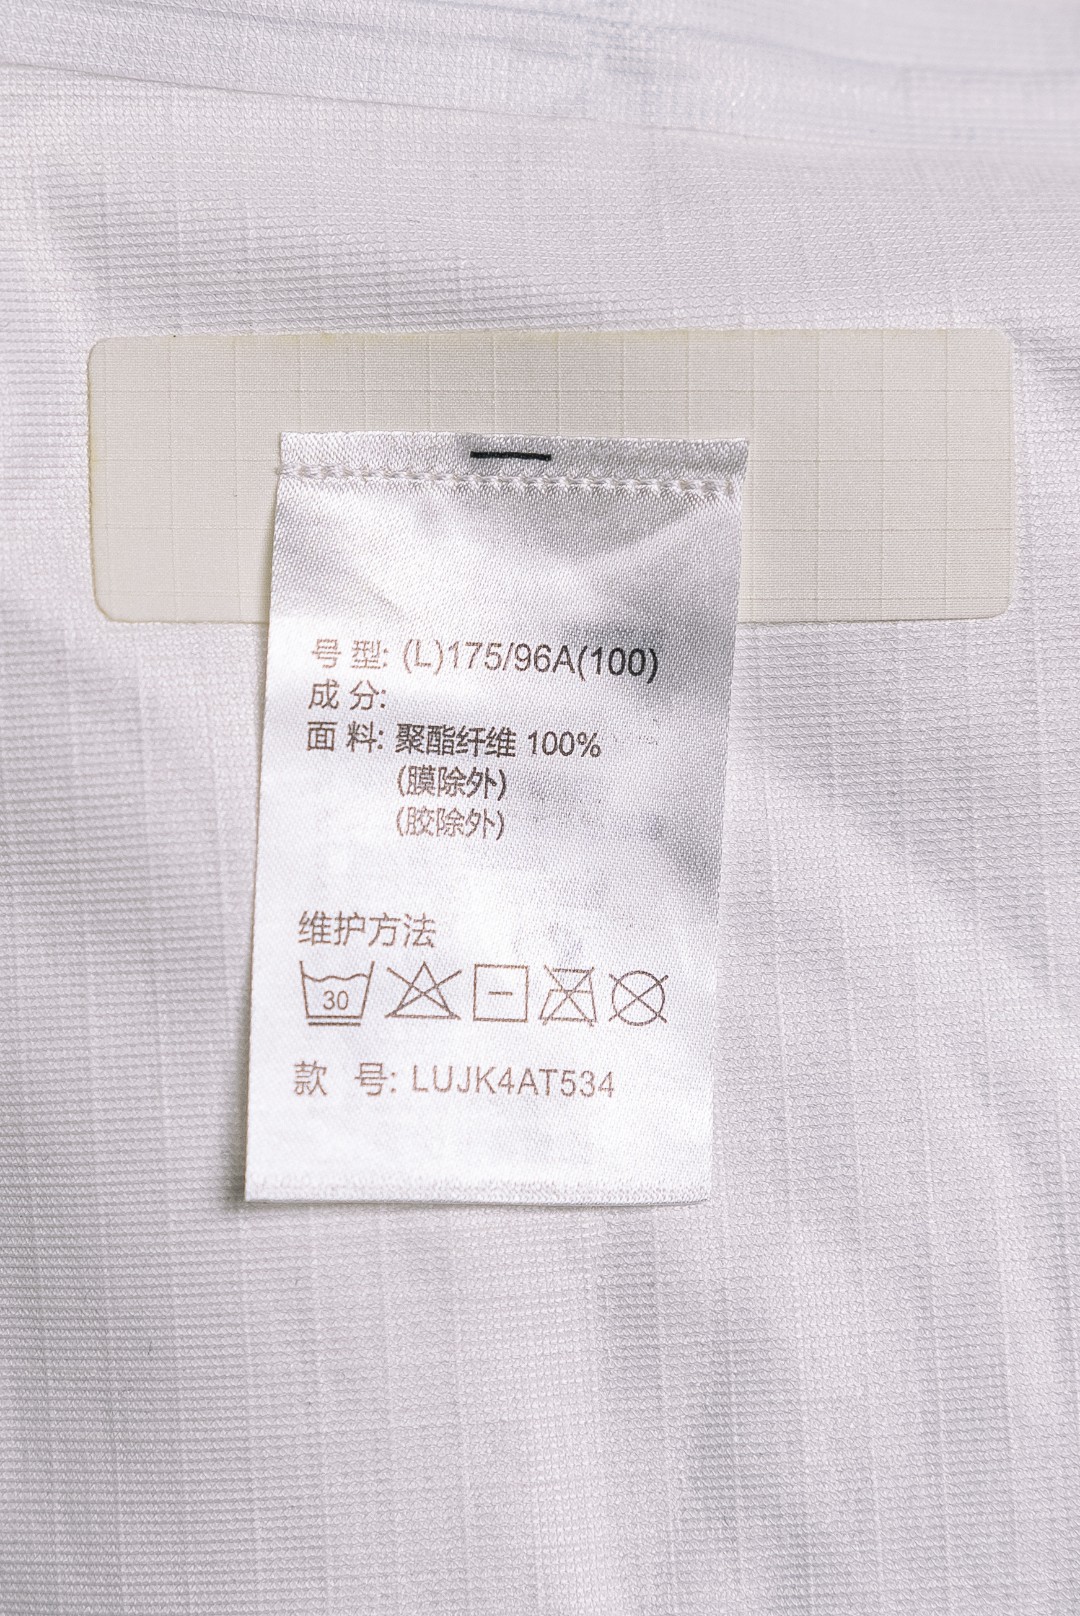 号 型: (L)175/96A(100)
成 分:
面 料: 聚酯纤维 100%
(膜除外)
(胶除外)
维护方法
30
款 号: LUJK4AT534